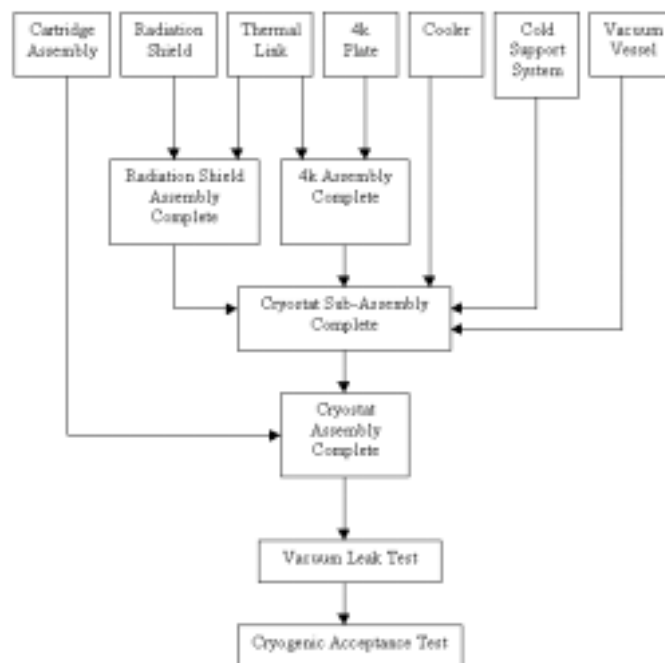 Cartridge
Assembly
Radiation
Shield
Thermal
Link
4k
Plate
Cooler
Cold
Support
System
Vacuum
Vessel
Radiation Shield
Assembly
Complete
4k Assembly
Complete
Cryostat Sub-Assembly
Complete
Cryostat
Assembly
Complete
Vacuum Leak Test
Cryogenic Acceptance Test